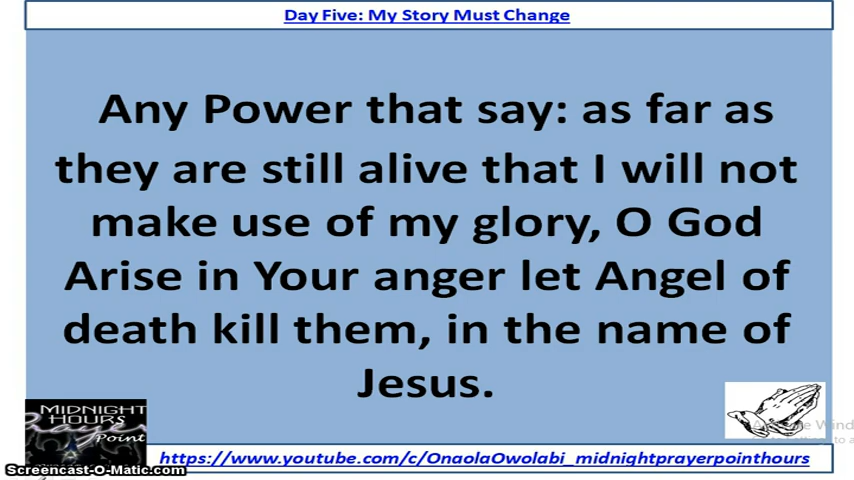 Day Five: My Story Must Change
Any Power that say: as far as
they are still alive that I will not
make use of my glory, O God
Arise in Your anger let Angel of
death kill them, in the name of
Jesus.
MIDNIGHT
HOURS
Prayer
Point
https://www.youtube.com/c/OnaolaOwolabi_midnightprayerpointhours
Screencast-O-Matic.com